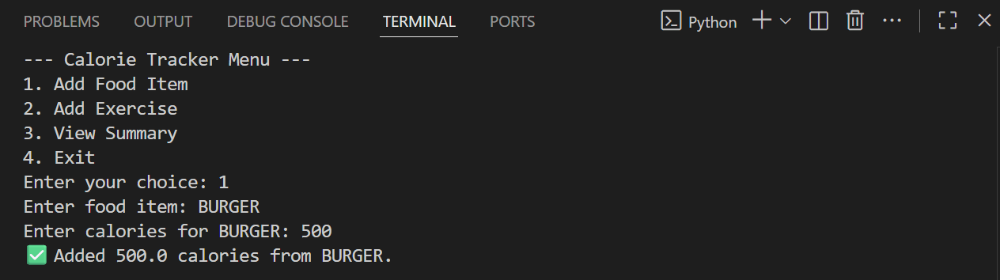 PROBLEMS OUTPUT DEBUG CONSOLE TERMINAL PORTS Python
--- Calorie Tracker Menu ---
1. Add Food Item
2. Add Exercise
3. View Summary
4. Exit
Enter your choice: 1
Enter food item: BURGER
Enter calories for BURGER: 500
✅ Added 500.0 calories from BURGER.